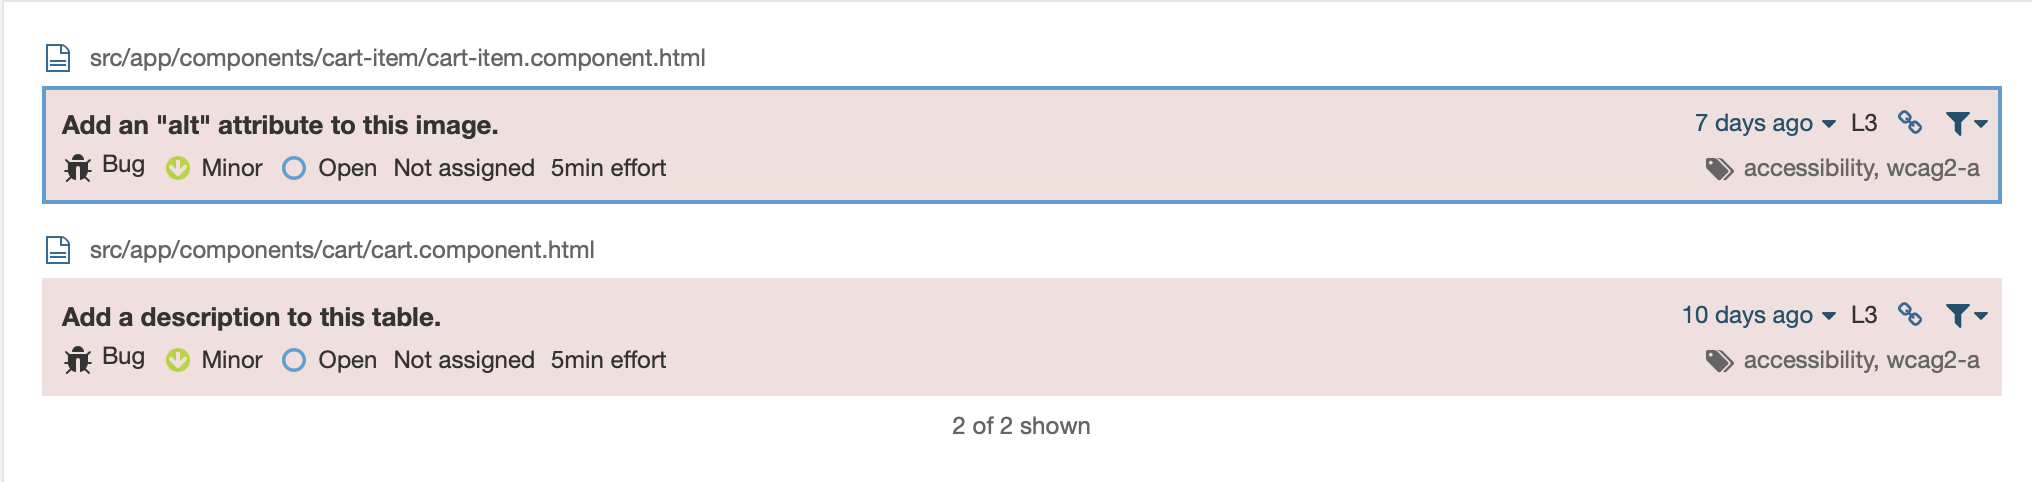 src/app/components/cart-item/cart-item.component.html
Add an "alt" attribute to this image. 7 days ago L3
Bug Minor Open Not assigned 5min effort accessibility, wcag2-a
src/app/components/cart/cart.component.html
Add a description to this table. 10 days ago L3
Bug Minor Open Not assigned 5min effort accessibility, wcag2-a
2 of 2 shown